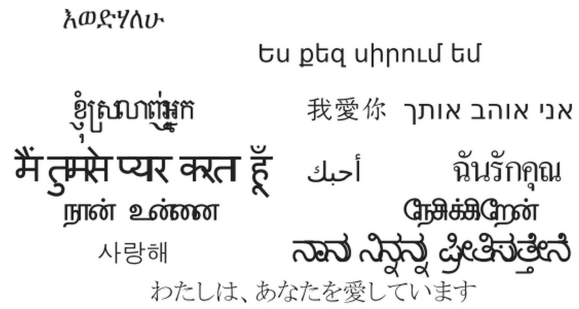 እወድሃለሁ
Ես քեզ սիրում եմ
ខ្ញុំស្រលាញ់អ្នក 我愛你 אני אוהב אותך
मैं तुमसे प्यार करता हूँ أحبك ฉันรักคุณ
நான் உன்னை நேசிக்கிறேன்
사랑해 ನಾನು ನಿನ್ನನ್ನು ಪ್ರೀತಿಸುತ್ತೇನೆ
わたしは、あなたを愛しています